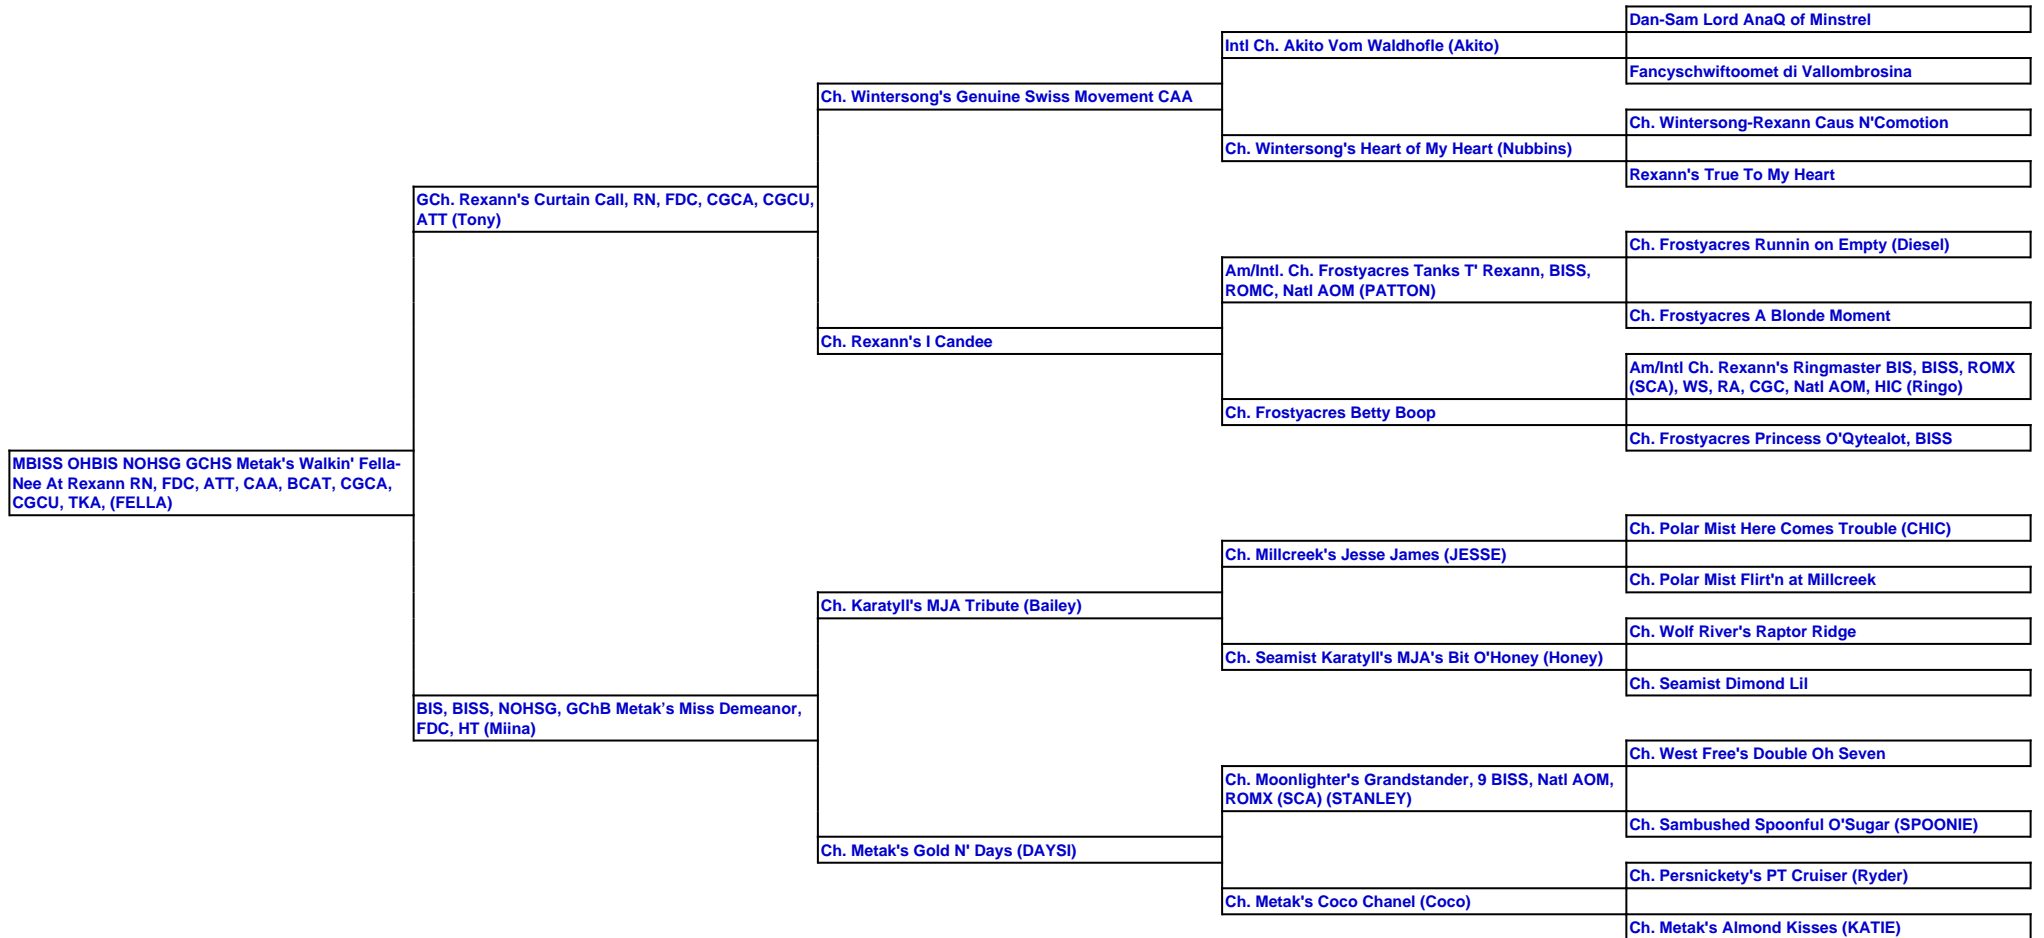 Dan-Sam Lord AnaQ of Minstrel
Intl Ch. Akito Vom Waldhofle (Akito)
Fancyschwiftoomet di Vallombrosina
Ch. Wintersong's Genuine Swiss Movement CAA
Ch. Wintersong-Rexann Caus N'Comotion
Ch. Wintersong's Heart of My Heart (Nubbins)
Rexann's True To My Heart
GCh. Rexann's Curtain Call, RN, FDC, CGCA, CGCU,
ATT (Tony)
Ch. Frostyacres Runnin on Empty (Diesel)
Am/Intl. Ch. Frostyacres Tanks T' Rexann, BISS,
ROMC, Natl AOM (PATTON)
Ch. Frostyacres A Blonde Moment
Ch. Rexann's I Candee
Am/Intl Ch. Rexann's Ringmaster BIS, BISS, ROMX
(SCA), WS, RA, CGC, Natl AOM, HIC (Ringo)
Ch. Frostyacres Betty Boop
Ch. Frostyacres Princess O'Qytealot, BISS
MBISS OHBIS NOHSG GCHS Metak's Walkin' Fella-
Nee At Rexann RN, FDC, ATT, CAA, BCAT, CGCA,
CGCU, TKA, (FELLA)
Ch. Polar Mist Here Comes Trouble (CHIC)
Ch. Millcreek's Jesse James (JESSE)
Ch. Polar Mist Flirt'n at Millcreek
Ch. Karatyll's MJA Tribute (Bailey)
Ch. Wolf River's Raptor Ridge
Ch. Seamist Karatyll's MJA's Bit O'Honey (Honey)
Ch. Seamist Dimond Lil
BIS, BISS, NOHSG, GChB Metak’s Miss Demeanor,
FDC, HT (Miina)
Ch. West Free's Double Oh Seven
Ch. Moonlighter's Grandstander, 9 BISS, Natl AOM,
ROMX (SCA) (STANLEY)
Ch. Sambushed Spoonful O'Sugar (SPOONIE)
Ch. Metak's Gold N' Days (DAYSI)
Ch. Persnickety's PT Cruiser (Ryder)
Ch. Metak's Coco Chanel (Coco)
Ch. Metak's Almond Kisses (KATIE)